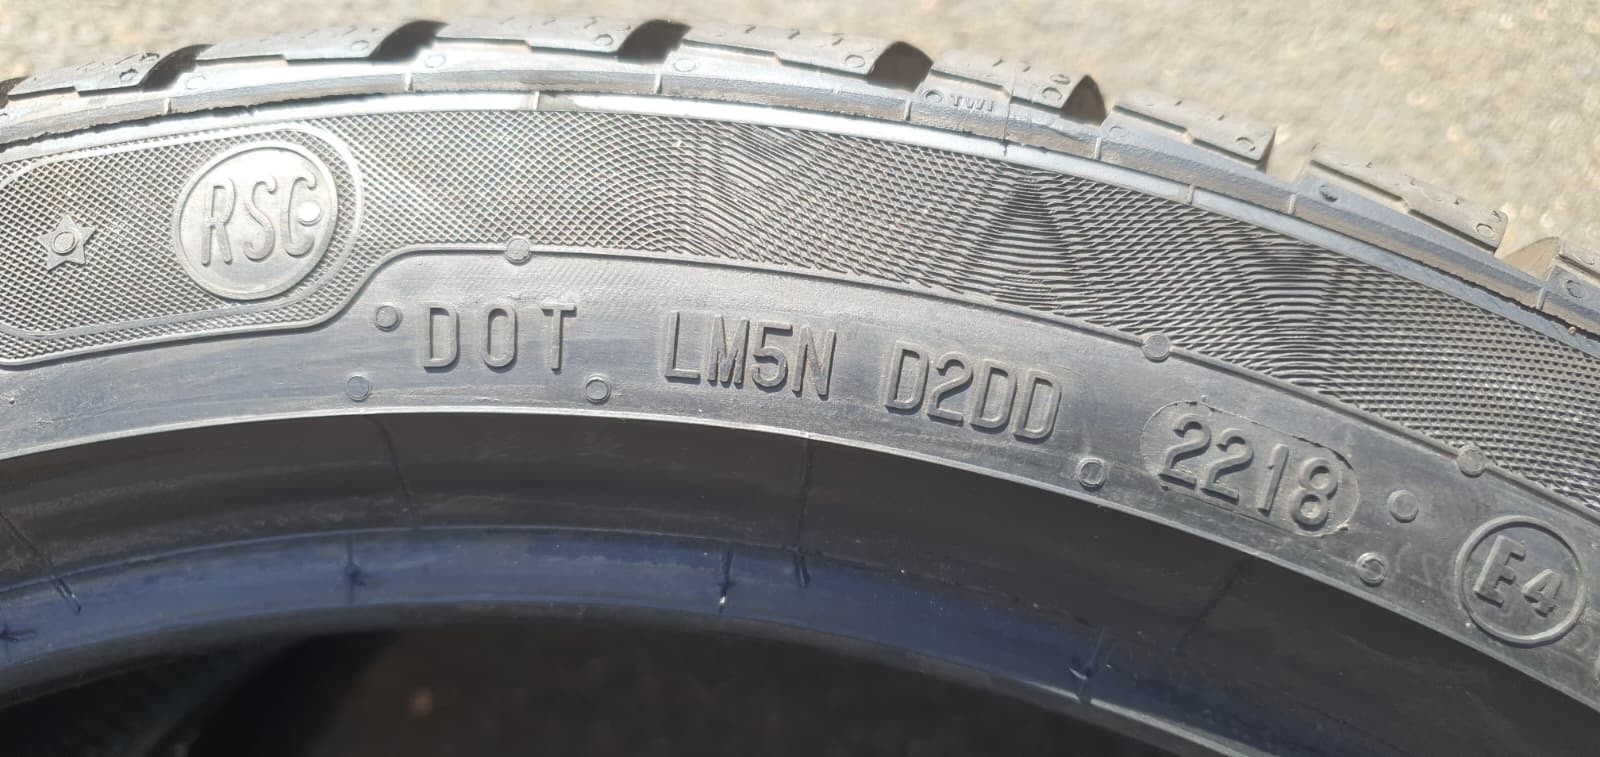 TWI
RSC
DOT LM5N D2DD 2218
E4